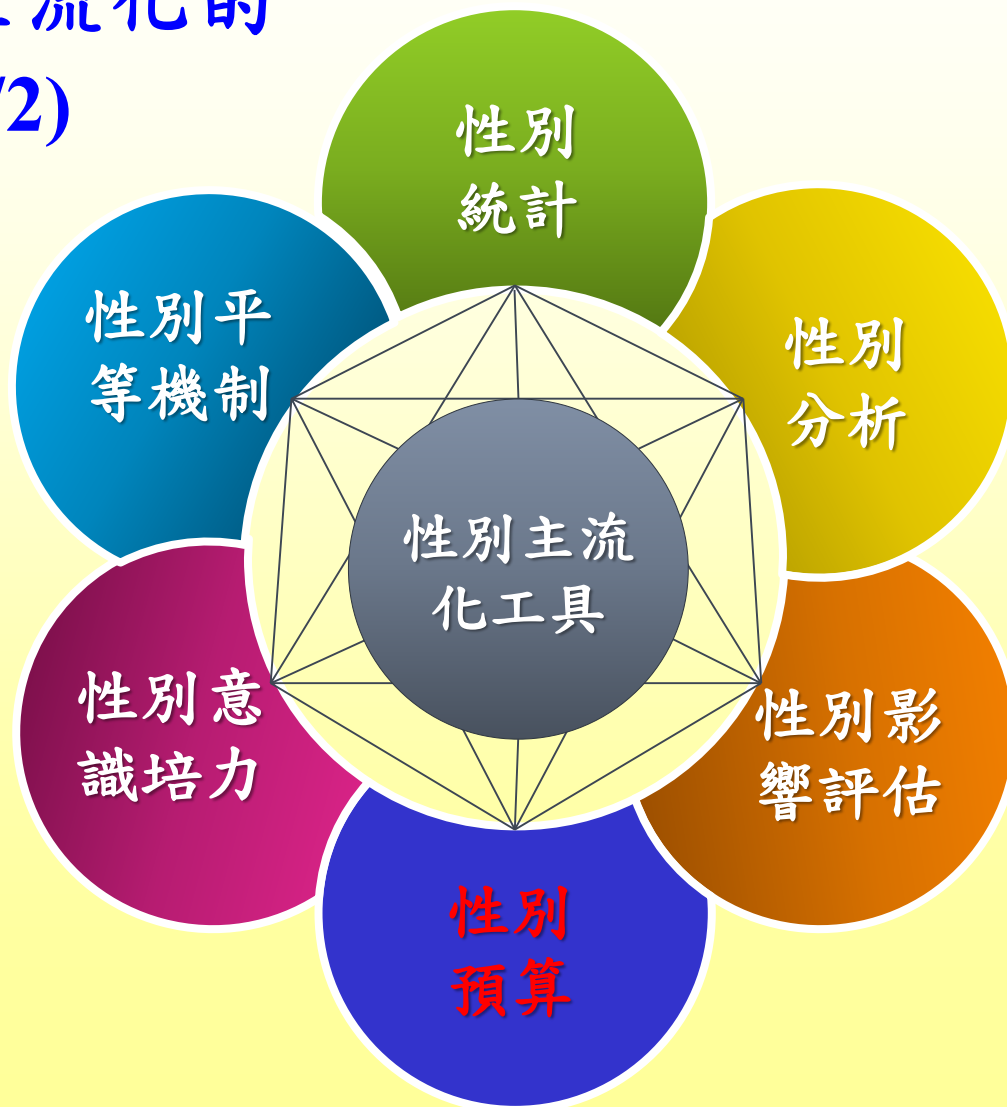 流化的
/2)
性別
統計
性別平
等機制
性別
分析
性別主流
化工具
性別意
識培力
性別影
響評估
性別
預算